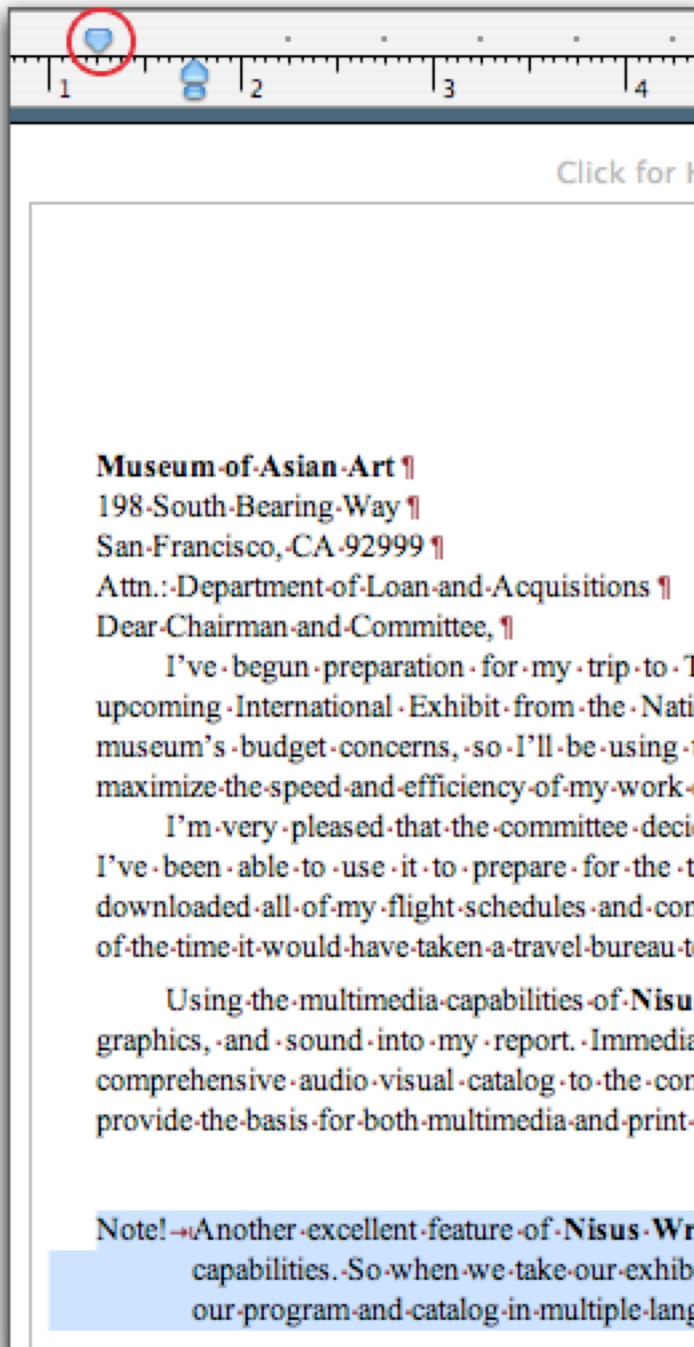 1 2 3 4
Click for
Museum of Asian Art ¶
198 South Bearing Way ¶
San Francisco, CA 92999 ¶
Attn.: Department of Loan and Acquisitions ¶
Dear Chairman and Committee, ¶
I’ve begun preparation for my trip to
upcoming International Exhibit from the Nati
museum’s budget concerns, so I’ll be using
maximize the speed and efficiency of my work
I’m very pleased that the committee deci
I’ve been able to use it to prepare for the
downloaded all of my flight schedules and
of the time it would have taken a travel bureau
Using the multimedia capabilities of Nisu
graphics, and sound into my report. Immedia
comprehensive audio visual catalog to the
provide the basis for both multimedia and print
Note! Another excellent feature of Nisus Wr
capabilities. So when we take our exhib
our program and catalog in multiple lang